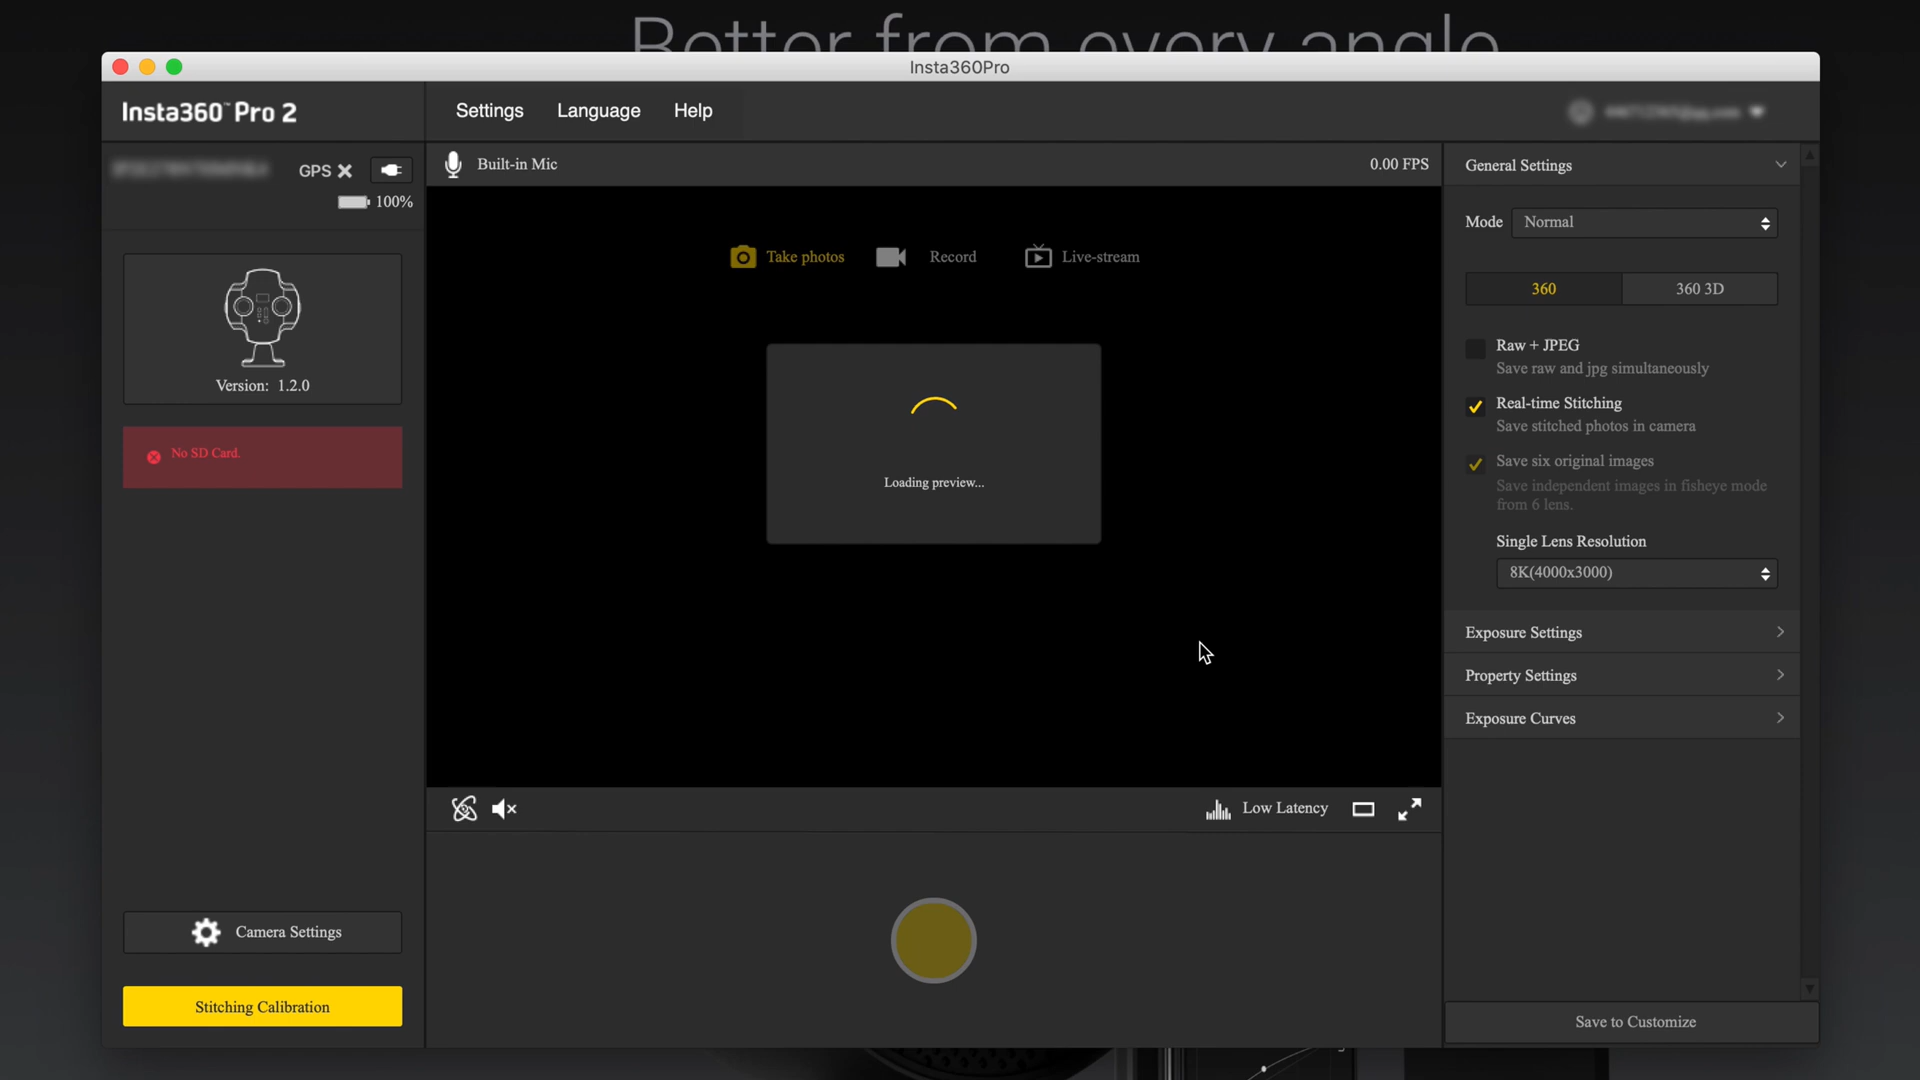 Better from every angle
Insta360Pro
Insta360™ Pro 2
Settings Language Help
GPS
100%
Built-in Mic
0.00 FPS
Take photos
Record
Live-stream
Version: 1.2.0
No SD Card.
Loading preview...
Low Latency
Camera Settings
Stitching Calibration
General Settings
Mode Normal
360
360 3D
Raw + JPEG
Save raw and jpg simultaneously
Real-time Stitching
Save stitched photos in camera
Save six original images
Save independent images in fisheye mode
from 6 lens.
Single Lens Resolution
8K(4000x3000)
Exposure Settings
Property Settings
Exposure Curves
Save to Customize